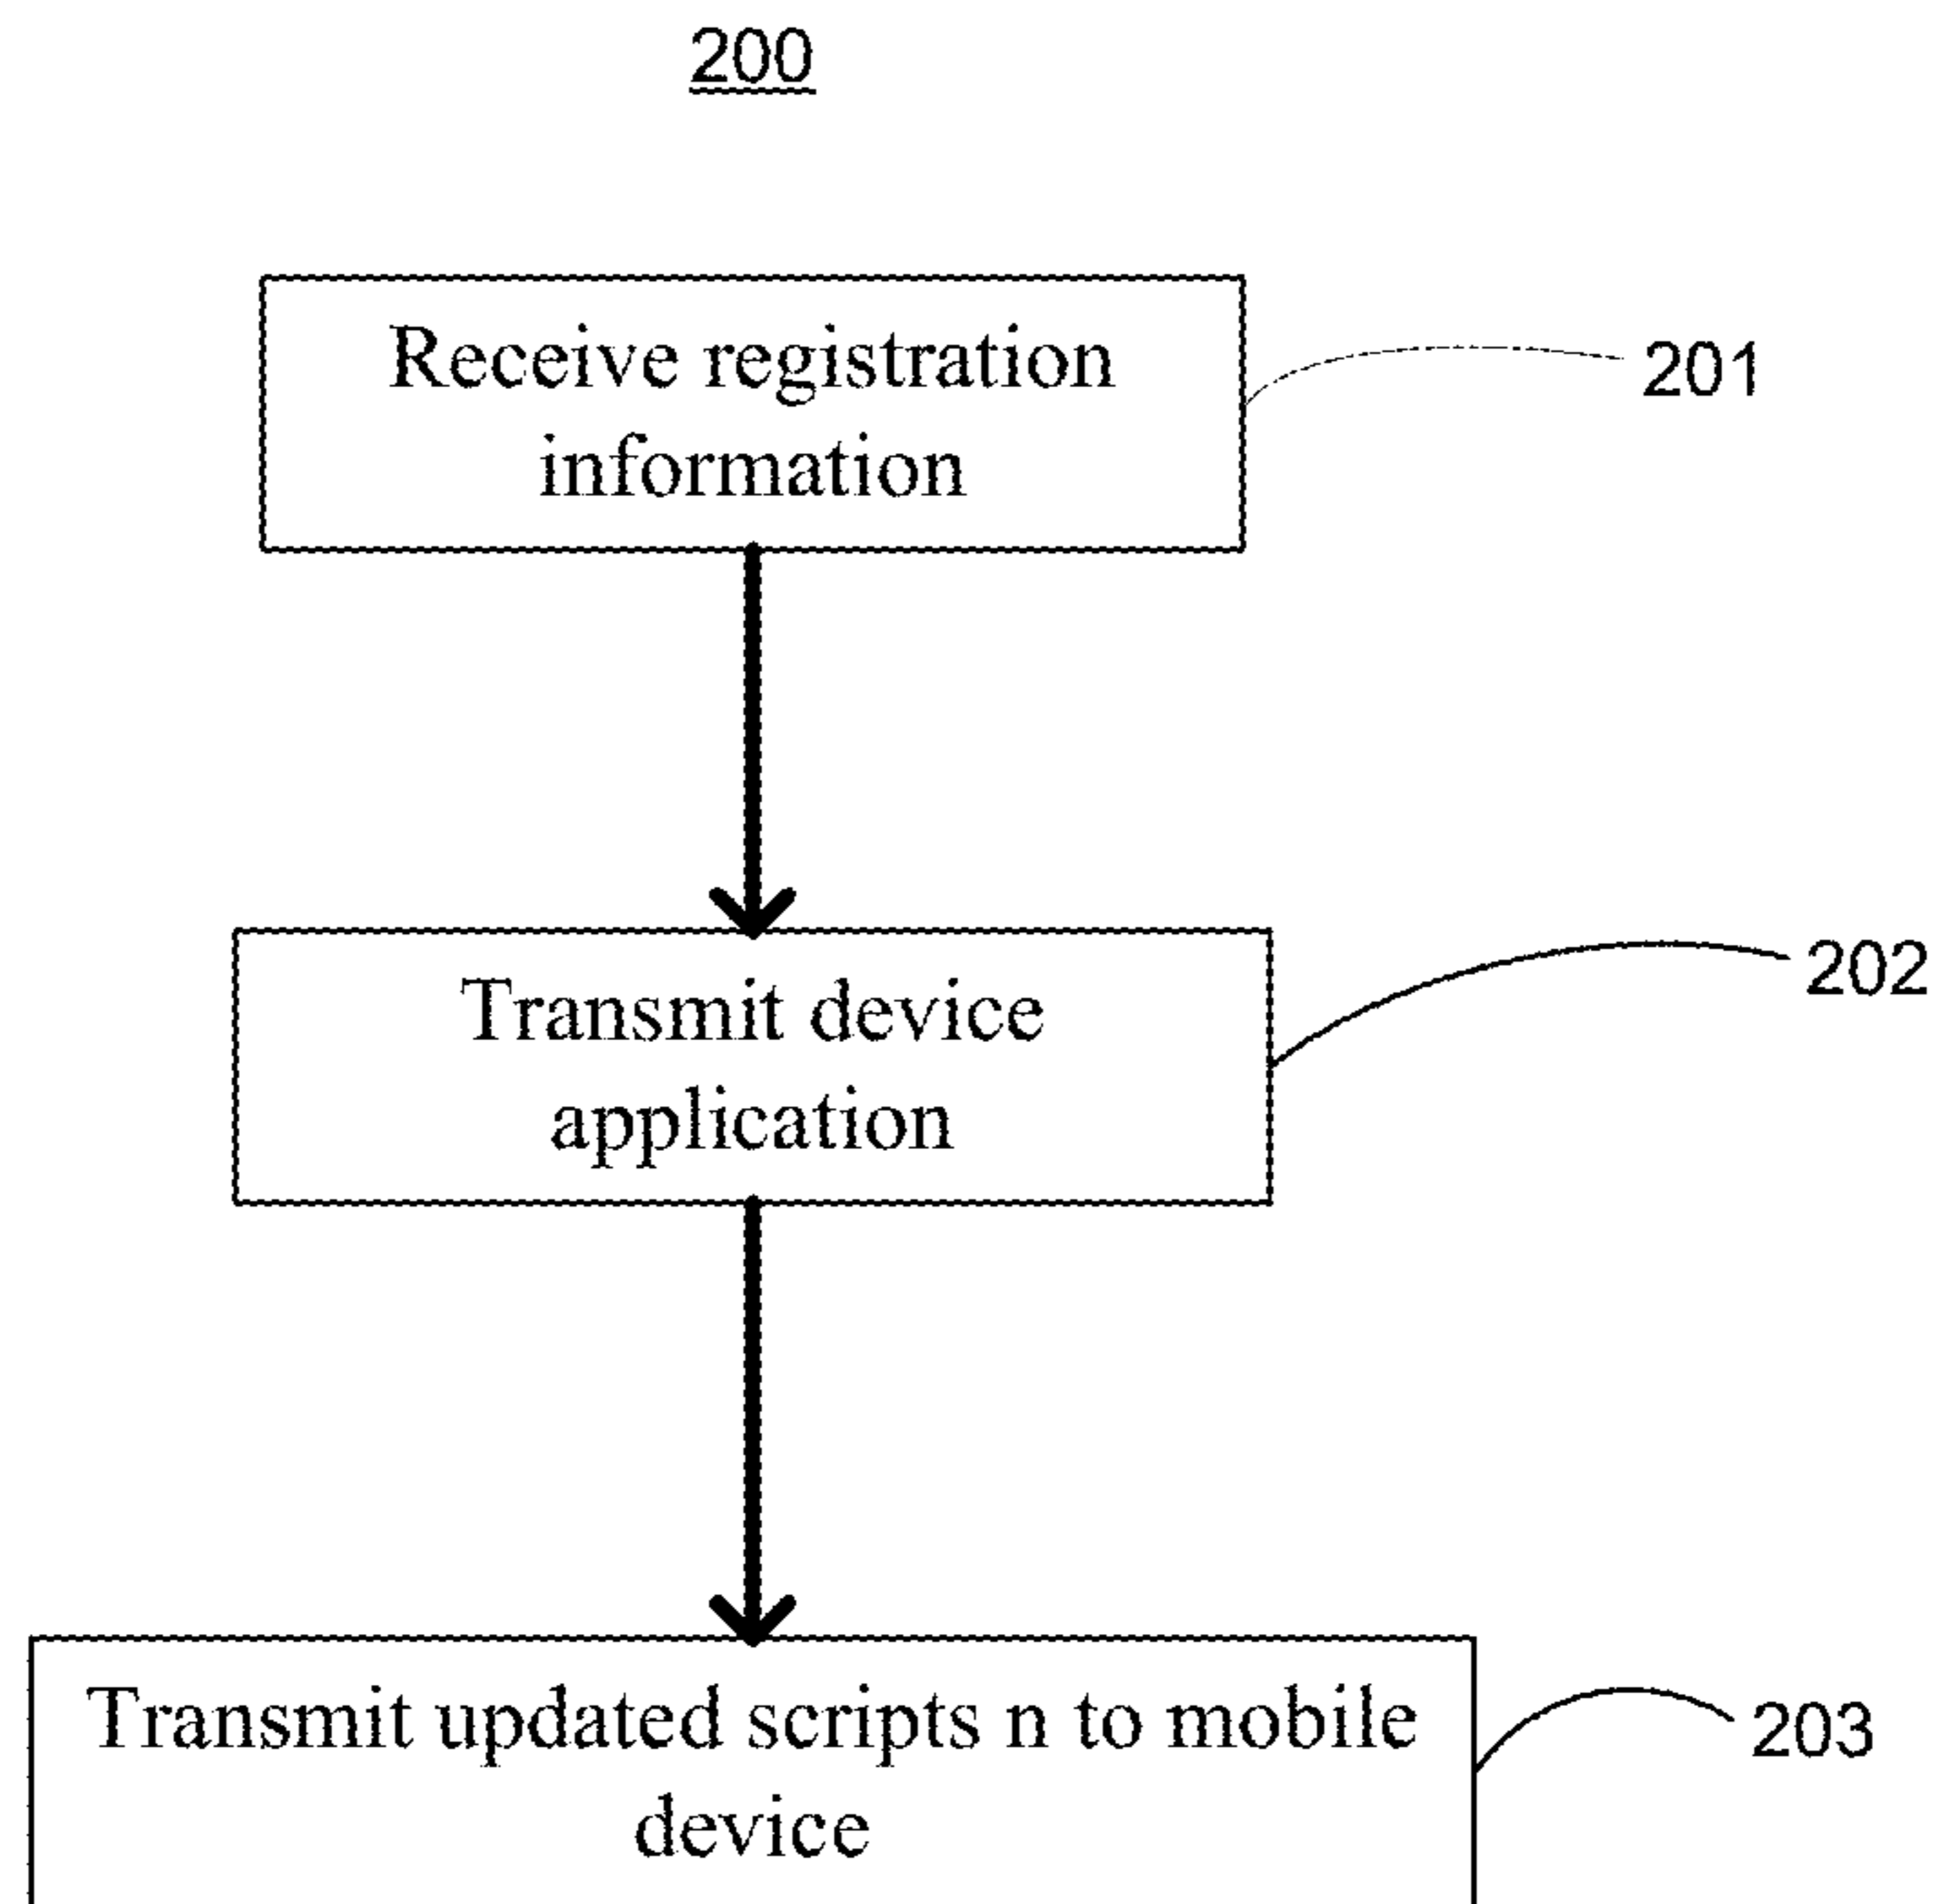 200
Receive registration
information
201
Transmit device
application
202
Transmit updated scripts n to mobile
device
203